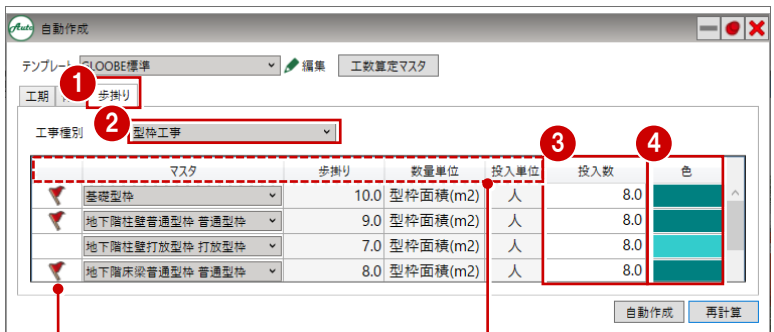 Auto 自動作成
テンプレート GLOOBE標準 編集 工数算定マスタ
1
工期 歩掛り
2
工事種別 型枠工事
3 4
マスタ 歩掛り 数量単位 投入単位 投入数 色
基礎型枠 10.0 型枠面積(m2) 人 8.0
地下階柱壁普通型枠 普通型枠 9.0 型枠面積(m2) 人 8.0
地下階柱壁打放型枠 打放型枠 7.0 型枠面積(m2) 人 8.0
地下階床梁普通型枠 普通型枠 8.0 型枠面積(m2) 人 8.0
自動作成 再計算